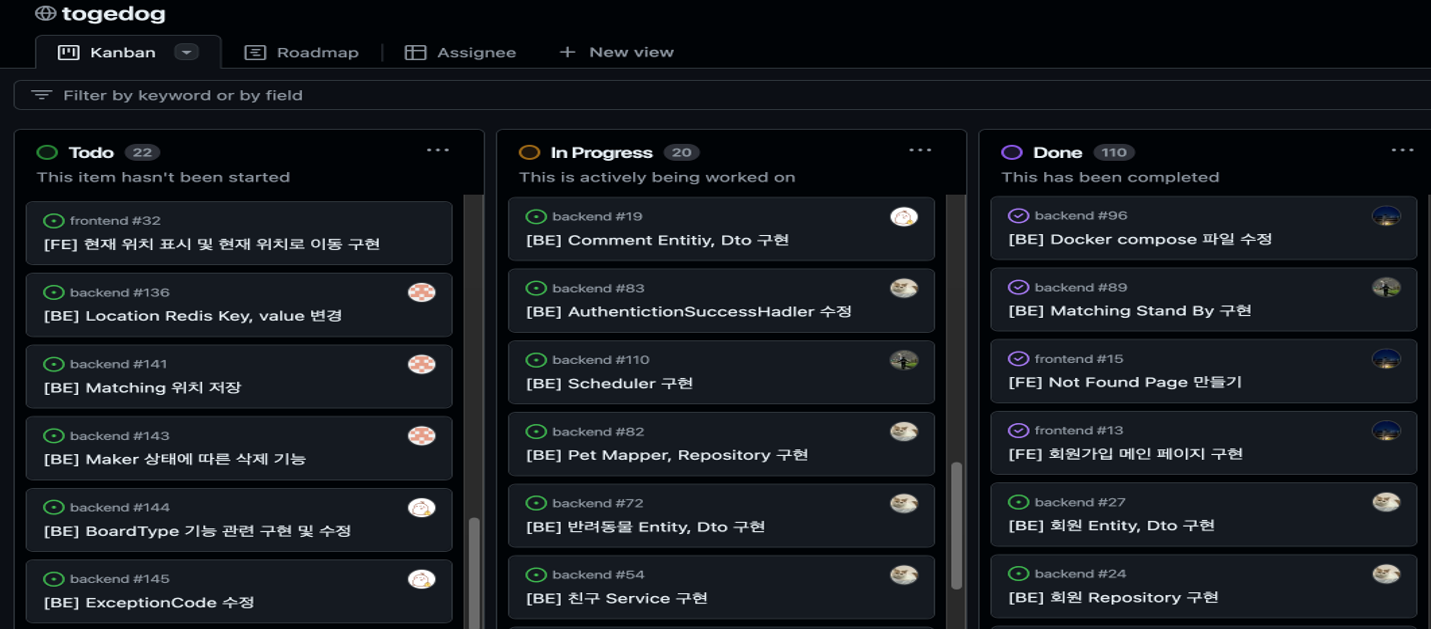 togedog
Kanban
Roadmap
Assignee
New view
Filter by keyword or by field
Todo 22
This item hasn't been started
frontend #32
[FE] 현재 위치 표시 및 현재 위치로 이동 구현
backend #136
[BE] Location Redis Key, value 변경
backend #141
[BE] Matching 위치 저장
backend #143
[BE] Maker 상태에 따른 삭제 기능
backend #144
[BE] BoardType 기능 관련 구현 및 수정
backend #145
[BE] ExceptionCode 수정
In Progress 20
This is actively being worked on
backend #19
[BE] Comment Entitiy, Dto 구현
backend #83
[BE] AuthentictionSuccessHadler 수정
backend #110
[BE] Scheduler 구현
backend #82
[BE] Pet Mapper, Repository 구현
backend #72
[BE] 반려동물 Entity, Dto 구현
backend #54
[BE] 친구 Service 구현
Done 110
This has been completed
backend #96
[BE] Docker compose 파일 수정
backend #89
[BE] Matching Stand By 구현
frontend #15
[FE] Not Found Page 만들기
frontend #13
[FE] 회원가입 메인 페이지 구현
backend #27
[BE] 회원 Entity, Dto 구현
backend #24
[BE] 회원 Repository 구현